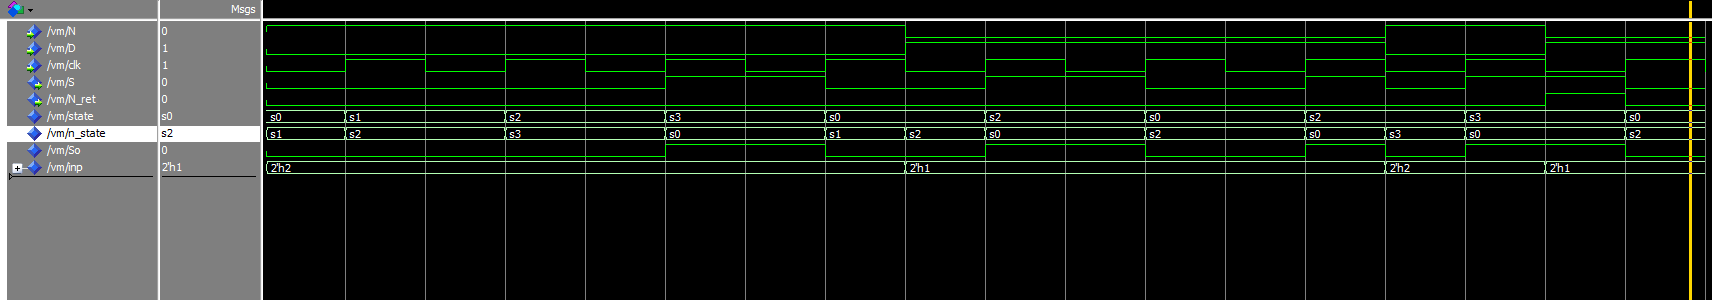 Msgs
/vm/N 0
/vm/D 1
/vm/clk 1
/vm/S 0
/vm/N_ret 0
/vm/state s0 s0 s1 s2 s3 s0 s2 s0 s2 s3 s0
/vm/n_state s2 s1 s2 s3 s0 s1 s2 s0 s2 s0 s3 s0 s2
/vm/So 0
/vm/inp 2'h1 2'h2 2'h1 2'h2 2'h1